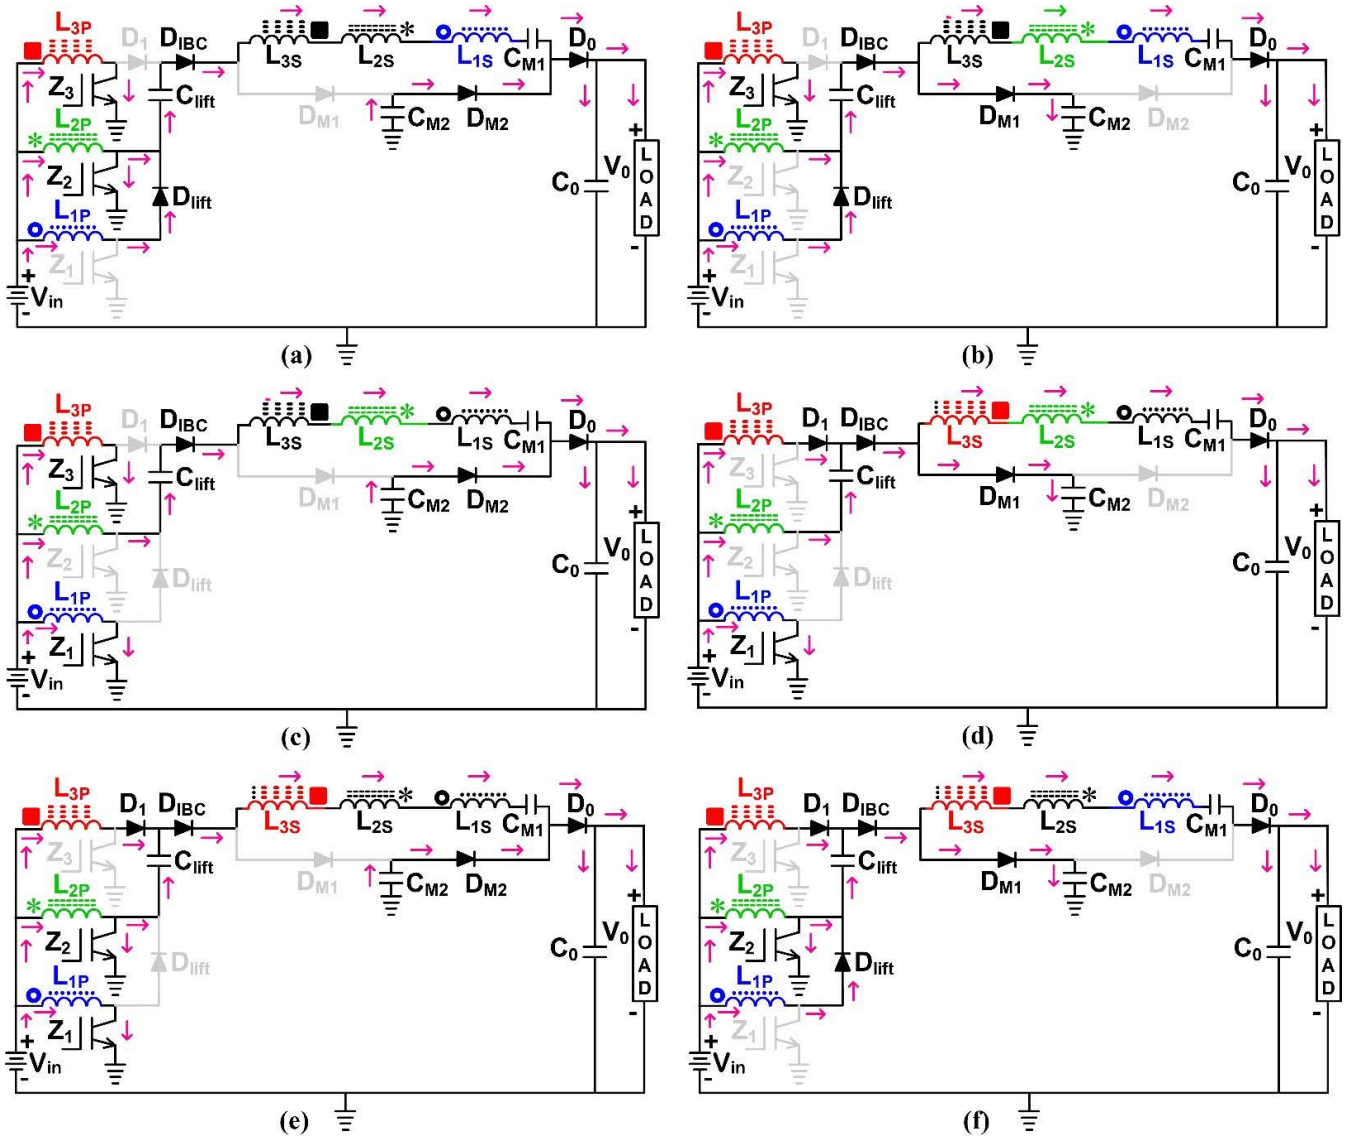 L3P D1 DIBC L3S L2S * L1S CM1 D0
Z3 Clift DM1 CM2 DM2
L2P * Z2 Dlift C0 V0 + LOAD -
L1P Z1 + Vin -
(a)
L3P D1 DIBC L3S L2S * L1S CM1 D0
Z3 Clift DM1 CM2 DM2
L2P * Z2 Dlift C0 V0 + LOAD -
L1P Z1 + Vin -
(b)
L3P D1 DIBC L3S L2S * L1S CM1 D0
Z3 Clift DM1 CM2 DM2
L2P * Z2 Dlift C0 V0 + LOAD -
L1P Z1 + Vin -
(c)
L3P D1 DIBC L3S L2S * L1S CM1 D0
Z3 Clift DM1 CM2 DM2
L2P * Z2 Dlift C0 V0 + LOAD -
L1P Z1 + Vin -
(d)
L3P D1 DIBC L3S L2S * L1S CM1 D0
Z3 Clift DM1 CM2 DM2
L2P * Z2 Dlift C0 V0 + LOAD -
L1P Z1 + Vin -
(e)
L3P D1 DIBC L3S L2S * L1S CM1 D0
Z3 Clift DM1 CM2 DM2
L2P * Z2 Dlift C0 V0 + LOAD -
L1P Z1 + Vin -
(f)